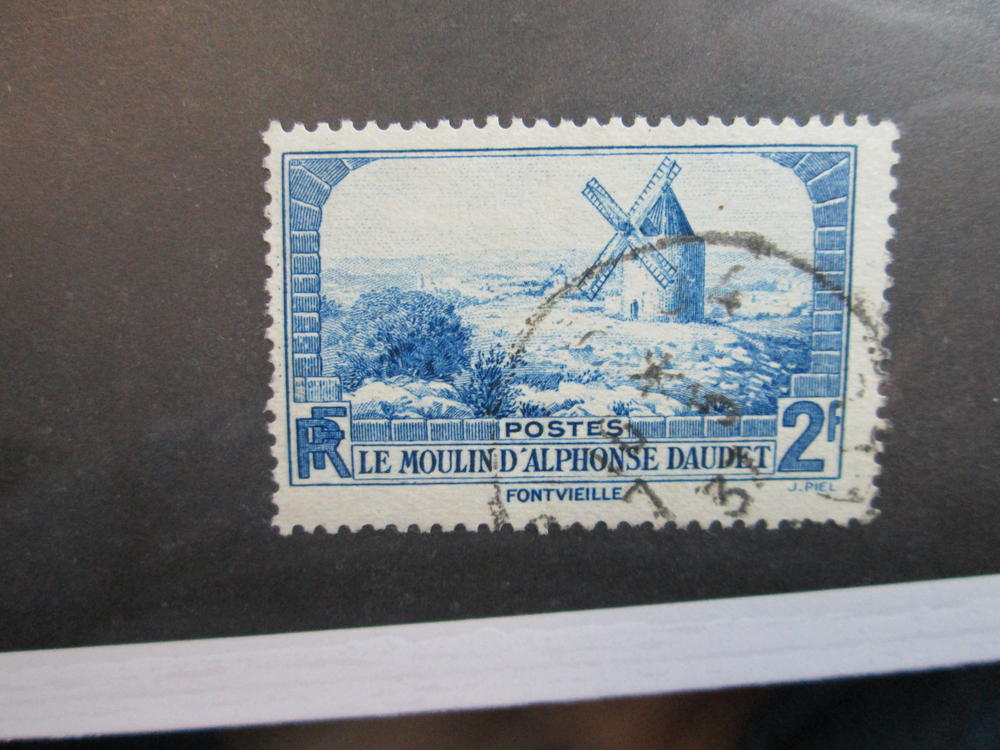 RF
POSTES
2F
LE MOULIN D'ALPHONSE DAUDET
FONTVIEILLE
J. PIEL